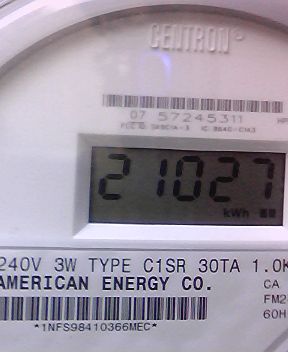 CENTRON®
07 57245311
21027
kWh
240V 3W TYPE C1SR 30TA 1.0K
AMERICAN ENERGY CO. CA
FM2
60H
*1NFS98410366MEC*